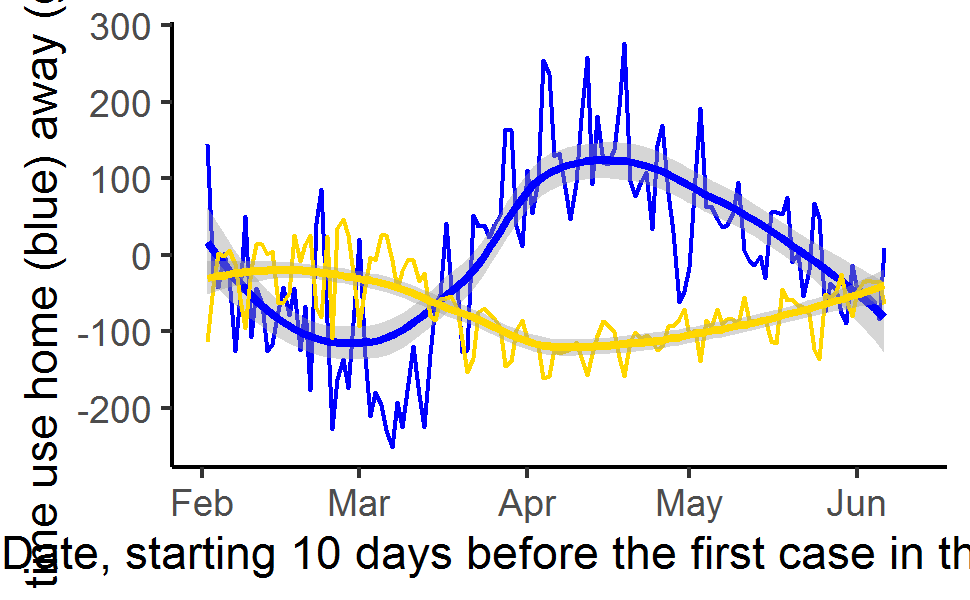 time use home (blue) away (
300
200
100
0
-100
-200
Feb Mar Apr May Jun
Date, starting 10 days before the first case in th